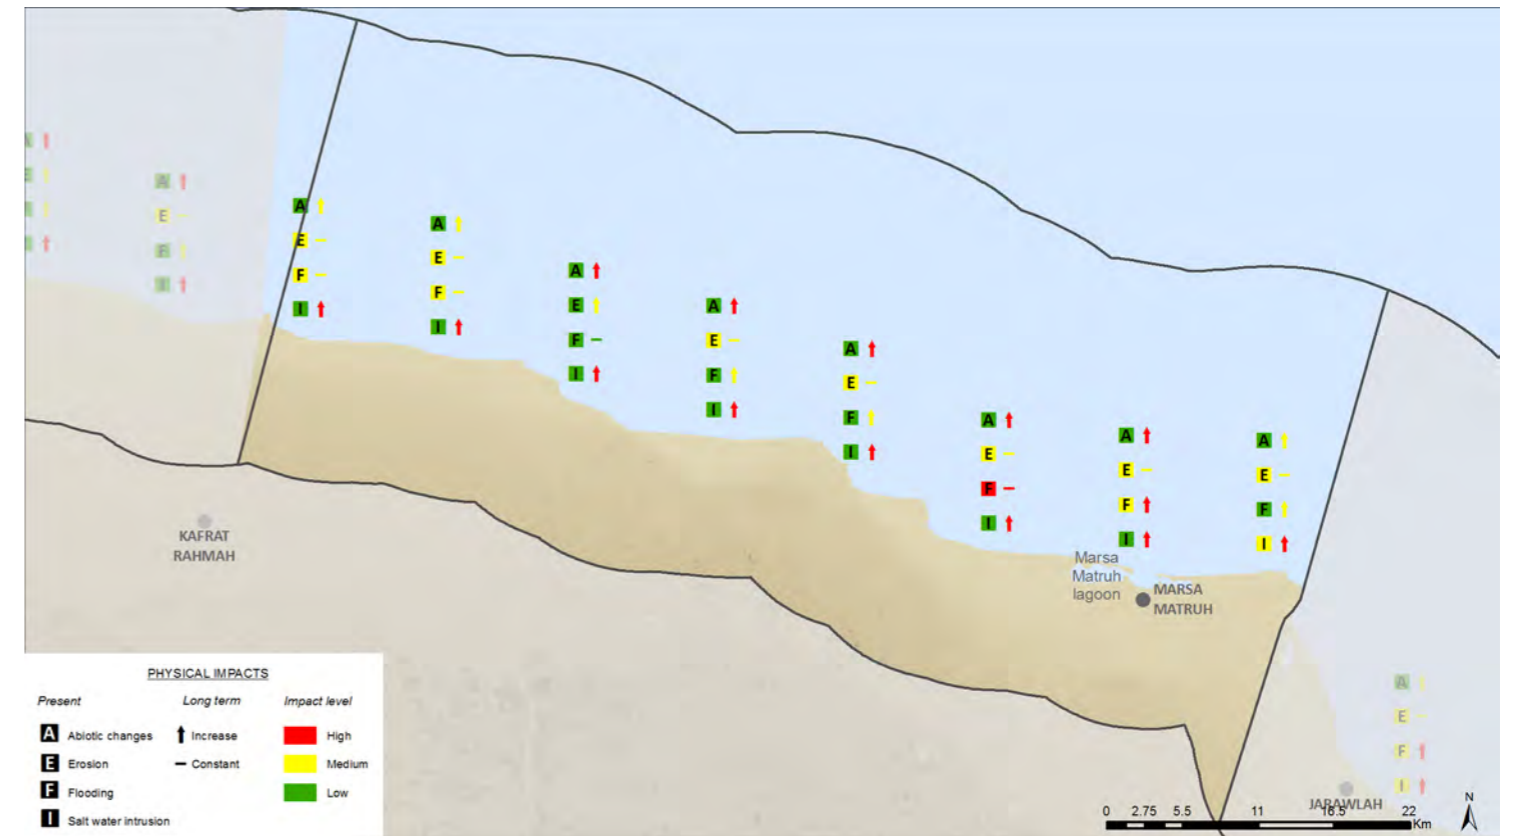 A
E
F
I
A
E
F
I
A
E
F
I
A
E
F
I
A
E
F
I
A
E
F
I
A
E
F
I
A
E
F
I
A
E
F
I
KAFRAT
RAHMAH
Marsa
Matruh
lagoon
MARSA
MATRUH
A
E
F
I
JARAWLAH
PHYSICAL IMPACTS
Present Long term Impact level
A Abiotic changes Increase High
E Erosion Constant Medium
F Flooding Low
I Salt water intrusion
0 2.75 5.5 11 16.5 22
Km
N